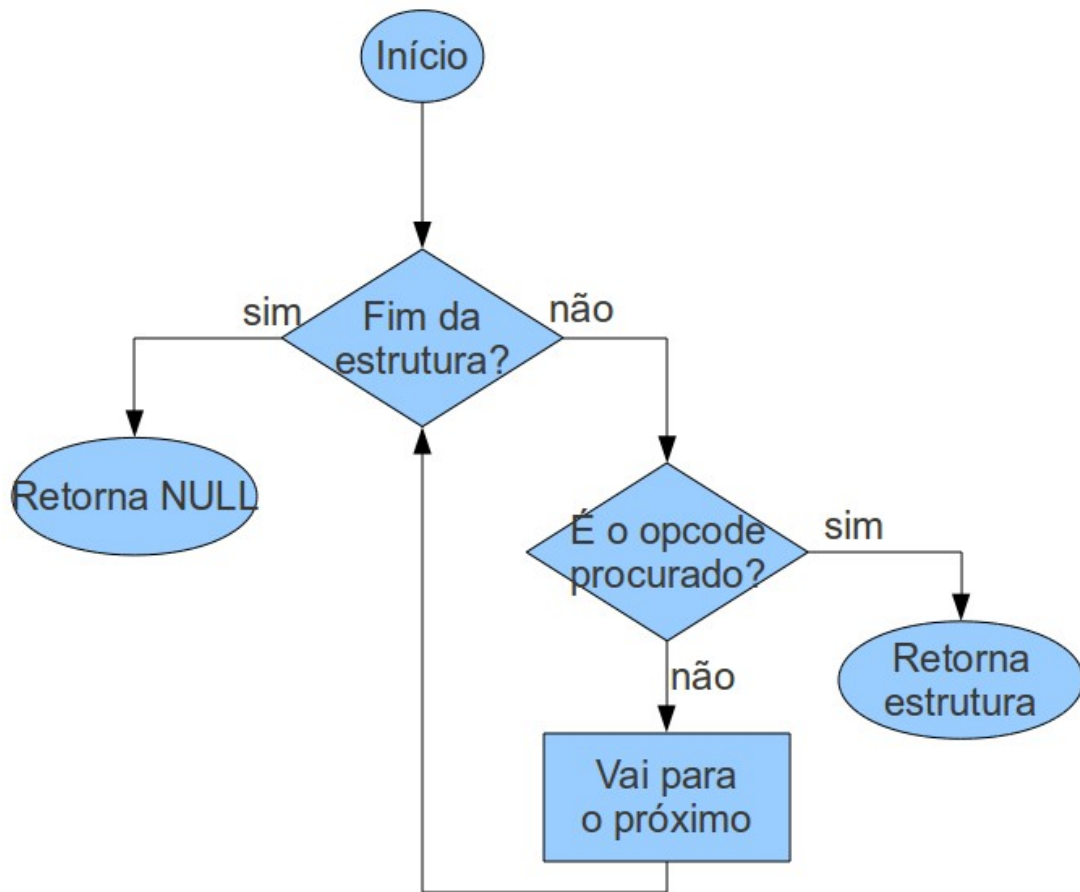 Início
sim
não
Fim da
estrutura?
Retorna NULL
É o opcode
procurado?
sim
não
Retorna
estrutura
Vai para
o próximo